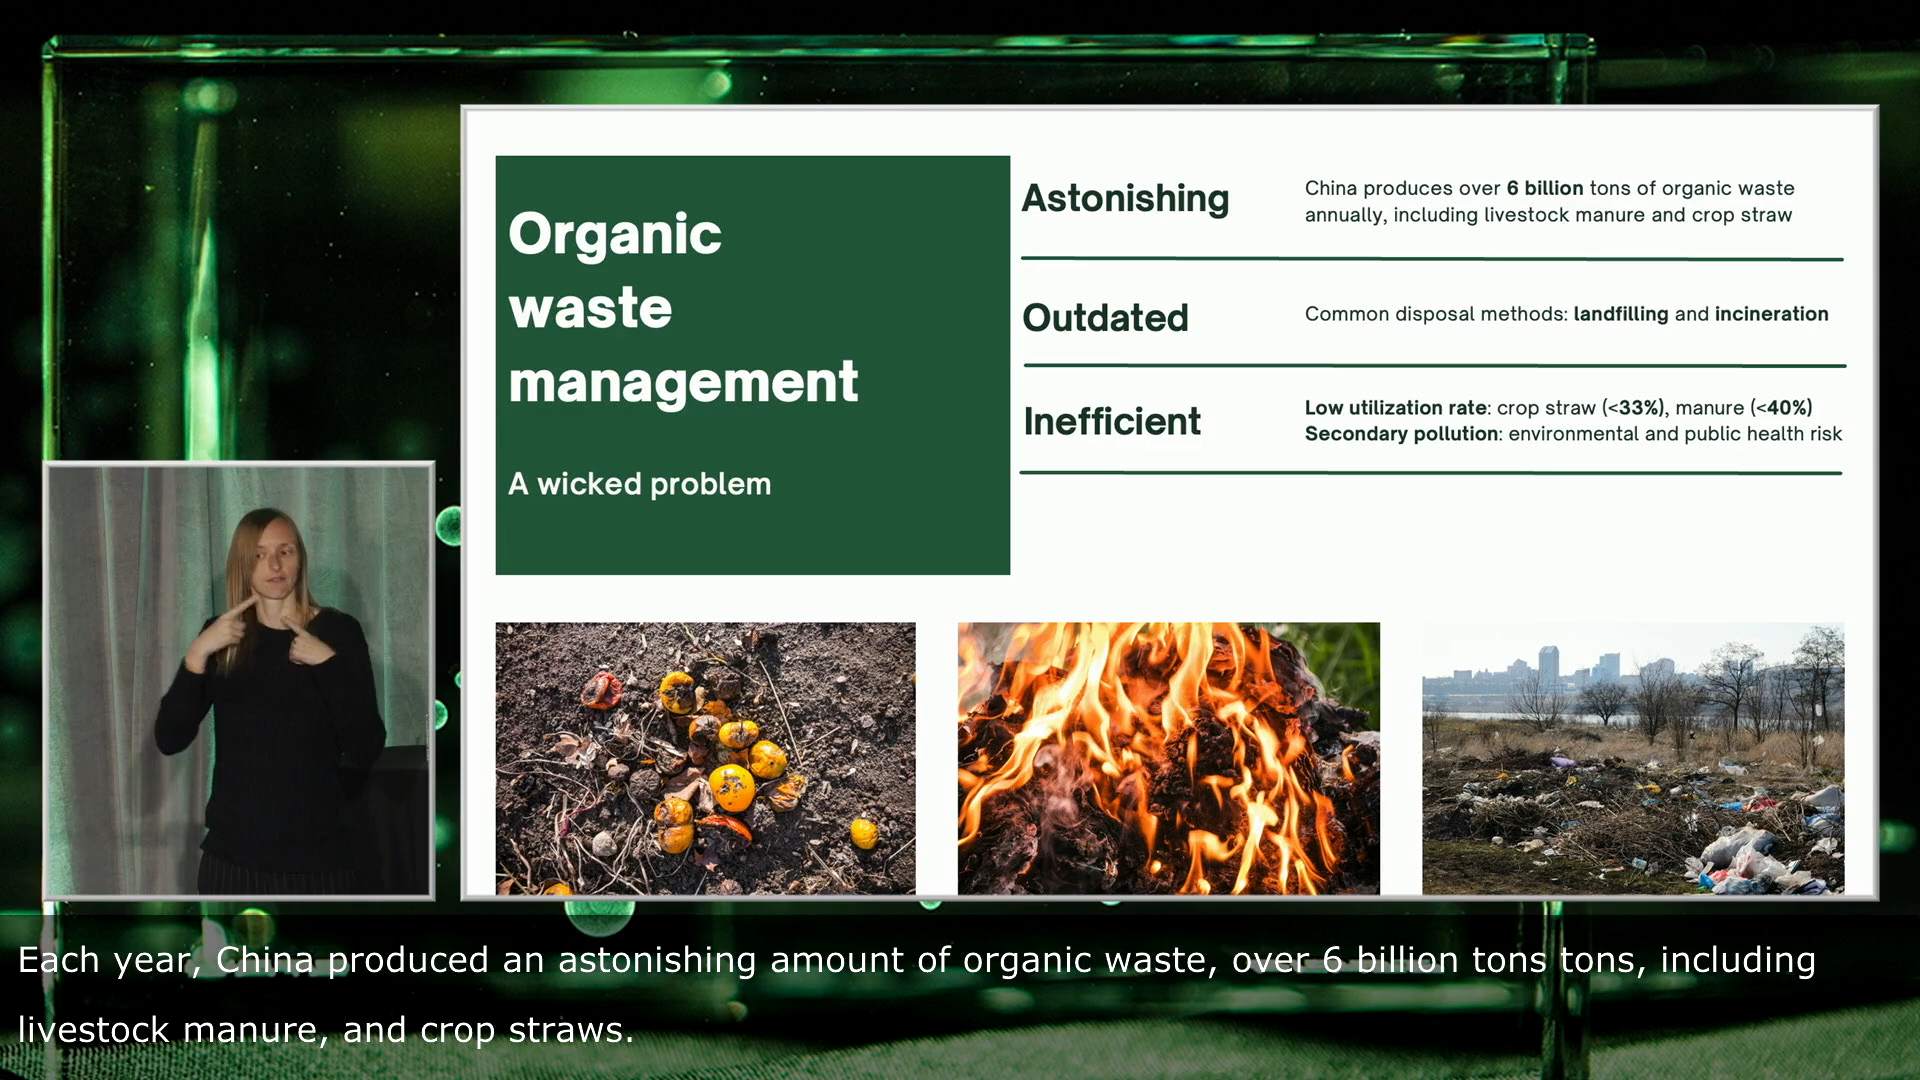 Organic
waste
management
A wicked problem
Astonishing
China produces over 6 billion tons of organic waste
annually, including livestock manure and crop straw
Outdated
Common disposal methods: landfilling and incineration
Inefficient
Low utilization rate: crop straw (<33%), manure (<40%)
Secondary pollution: environmental and public health risk
Each year, China produced an astonishing amount of organic waste, over 6 billion tons tons, including
livestock manure, and crop straws.